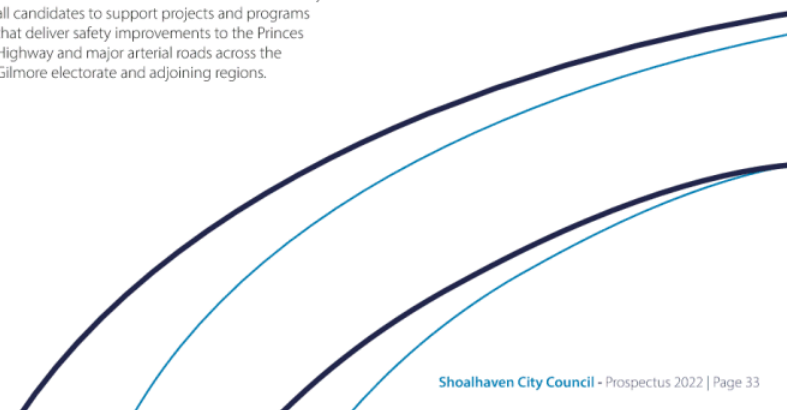 all candidates to support projects and programs
that deliver safety improvements to the Princes
Highway and major arterial roads across the
Gilmore electorate and adjoining regions.
Shoalhaven City Council - Prospectus 2022 | Page 33